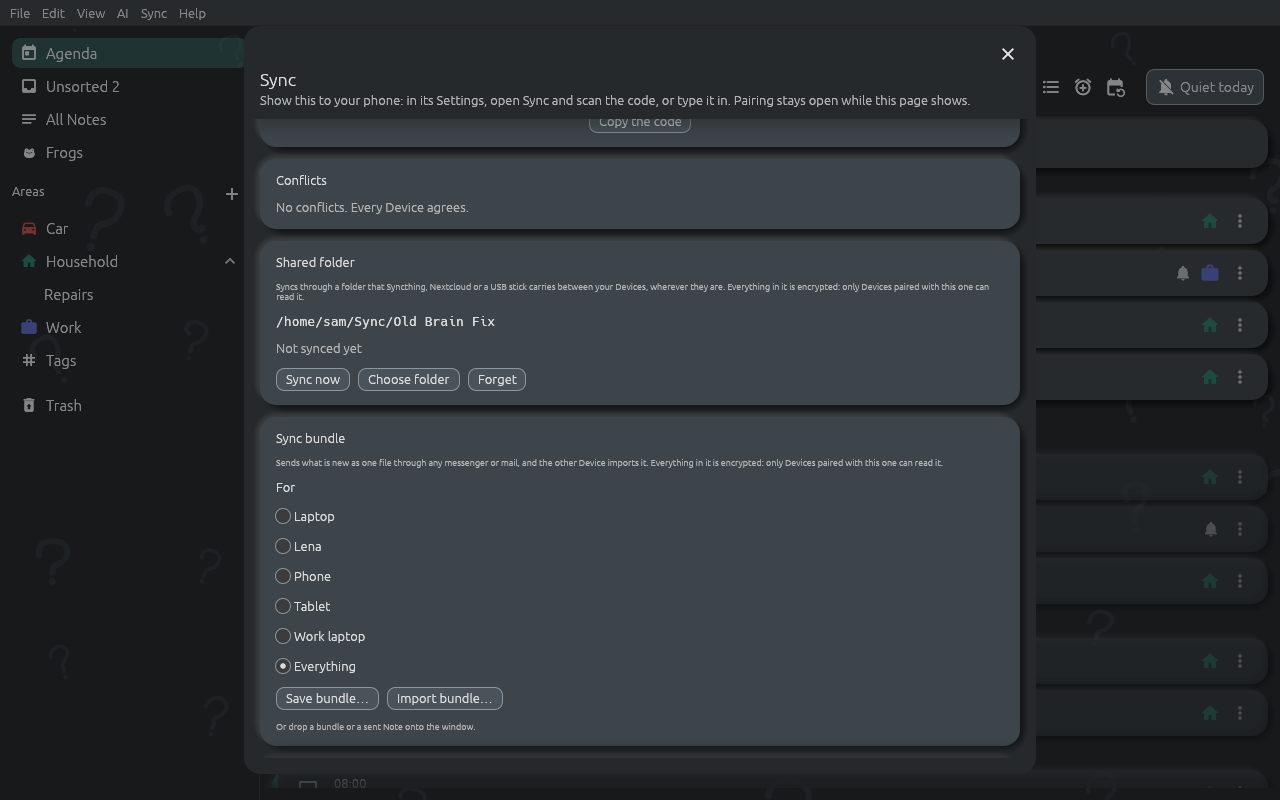 File Edit View AI Sync Help
Agenda
Unsorted 2
All Notes
Frogs
Areas
Car
Household
Repairs
Work
Tags
Trash
Quiet today
Sync
Show this to your phone: in its Settings, open Sync and scan the code, or type it in. Pairing stays open while this page shows.
Copy the code
Conflicts
No conflicts. Every Device agrees.
Shared folder
Syncs through a folder that Syncthing, Nextcloud or a USB stick carries between your Devices, wherever they are. Everything in it is encrypted: only Devices paired with this one can
read it.
/home/sam/Sync/Old Brain Fix
Not synced yet
Sync now Choose folder Forget
Sync bundle
Sends what is new as one file through any messenger or mail, and the other Device imports it. Everything in it is encrypted: only Devices paired with this one can read it.
For
Laptop
Lena
Phone
Tablet
Work laptop
Everything
Save bundle... Import bundle...
Or drop a bundle or a sent Note onto the window.
08:00